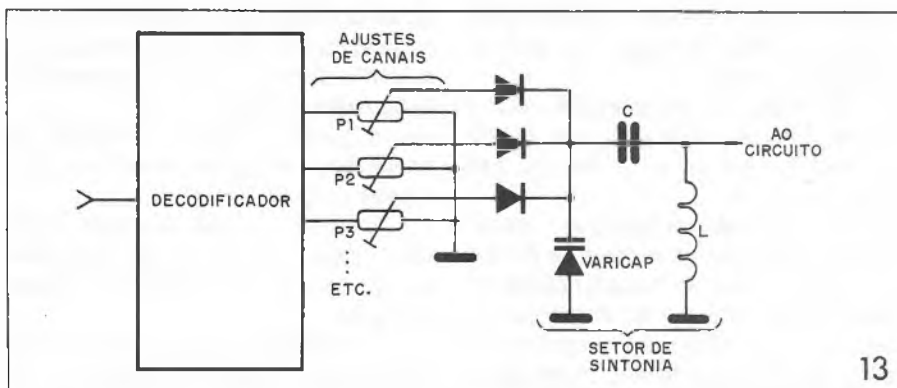 AJUSTES
DE CANAIS
P1
P2
P3
ETC.
DECODIFICADOR
C
AO
CIRCUITO
L
VARICAP
SETOR DE
SINTONIA
13